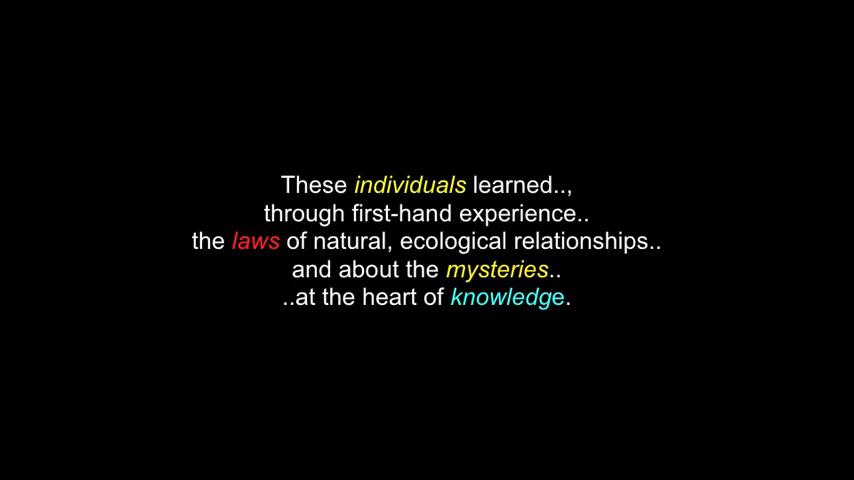 These individuals learned..,
through first-hand experience..
the laws of natural, ecological relationships..
and about the mysteries..
..at the heart of knowledge.